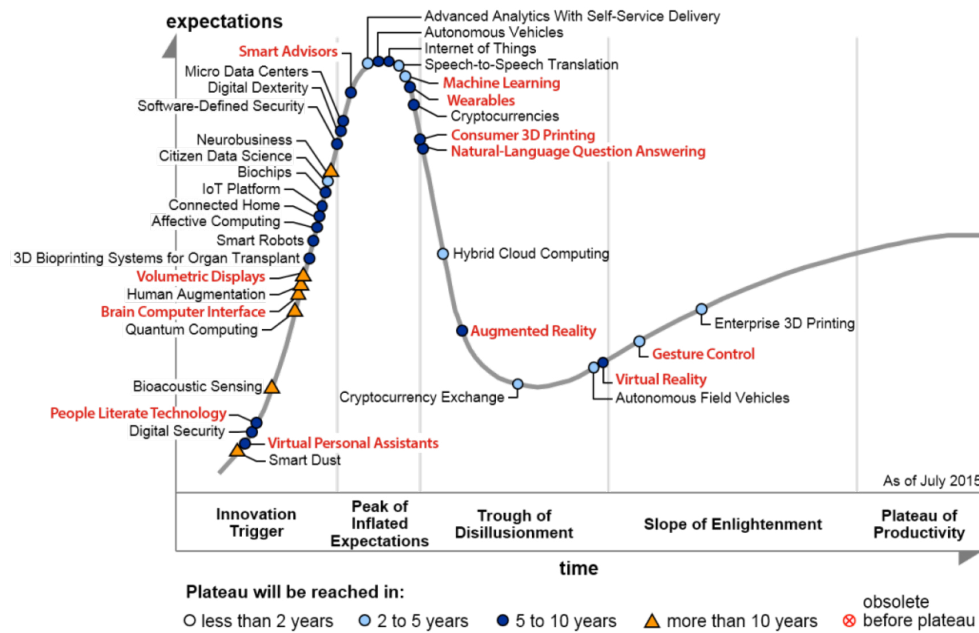 expectations
Advanced Analytics With Self-Service Delivery
Autonomous Vehicles
Internet of Things
Speech-to-Speech Translation
Machine Learning
Wearables
Cryptocurrencies
Consumer 3D Printing
Natural-Language Question Answering
Smart Advisors
Micro Data Centers
Digital Dexterity
Software-Defined Security
Neurobusiness
Citizen Data Science
Biochips
IoT Platform
Connected Home
Affective Computing
Smart Robots
3D Bioprinting Systems for Organ Transplant
Volumetric Displays
Human Augmentation
Brain Computer Interface
Quantum Computing
Bioacoustic Sensing
People Literate Technology
Digital Security
Virtual Personal Assistants
Smart Dust
Hybrid Cloud Computing
Augmented Reality
Cryptocurrency Exchange
Enterprise 3D Printing
Gesture Control
Virtual Reality
Autonomous Field Vehicles
As of July 2015
Innovation
Trigger
Peak of
Inflated
Expectations
Trough of
Disillusionment
Slope of Enlightenment
Plateau of
Productivity
time
Plateau will be reached in:
less than 2 years
2 to 5 years
5 to 10 years
more than 10 years
obsolete
before plateau